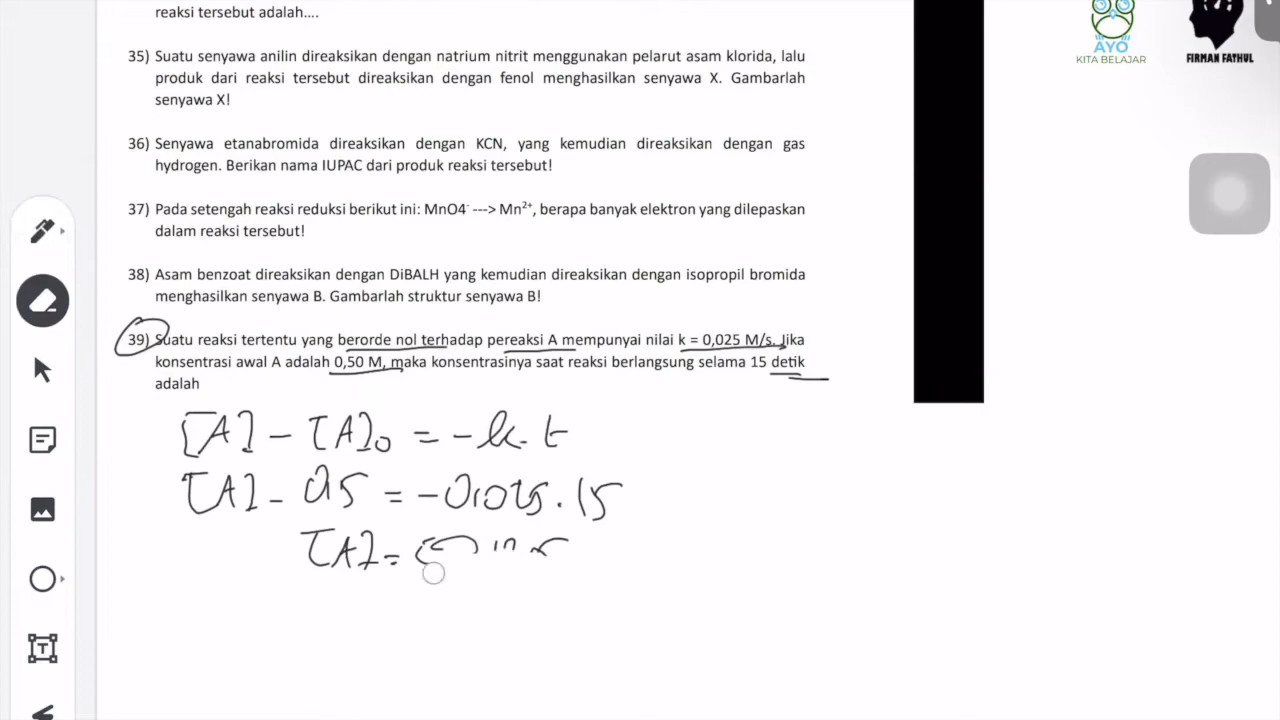 reaksi tersebut adalah....
AYO
KITA BELAJAR
FIRMAN FATHUL
35) Suatu senyawa anilin direaksikan dengan natrium nitrit menggunakan pelarut asam klorida, lalu
produk dari reaksi tersebut direaksikan dengan fenol menghasilkan senyawa X. Gambarlah
senyawa X!
36) Senyawa etanabromida direaksikan dengan KCN, yang kemudian direaksikan dengan gas
hydrogen. Berikan nama IUPAC dari produk reaksi tersebut!
37) Pada setengah reaksi reduksi berikut ini: MnO4⁻ ---> Mn²⁺, berapa banyak elektron yang dilepaskan
dalam reaksi tersebut!
38) Asam benzoat direaksikan dengan DiBALH yang kemudian direaksikan dengan isopropil bromida
menghasilkan senyawa B. Gambarlah struktur senyawa B!
39) Suatu reaksi tertentu yang berorde nol terhadap pereaksi A mempunyai nilai k = 0,025 M/s. Jika
konsentrasi awal A adalah 0,50 M, maka konsentrasinya saat reaksi berlangsung selama 15 detik
adalah
[A] - [A]₀ = -k. t
[A] - 0,5 = -0,025 . 15
[A] =
T